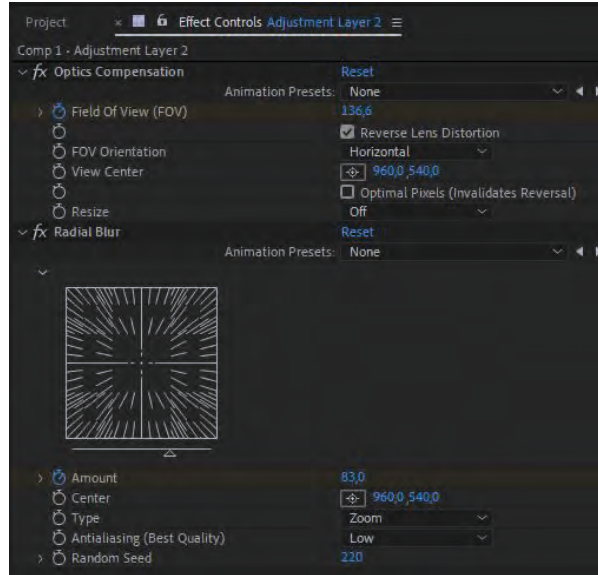 Project × Effect Controls Adjustment Layer 2
Comp 1 • Adjustment Layer 2
fx Optics Compensation Reset
Animation Presets: None
Field Of View (FOV) 136,6
Reverse Lens Distortion
FOV Orientation Horizontal
View Center 960,0 ,540,0
Optimal Pixels (Invalidates Reversal)
Resize Off
fx Radial Blur Reset
Animation Presets: None
Amount 83,0
Center 960,0 ,540,0
Type Zoom
Antialiasing (Best Quality) Low
Random Seed 220